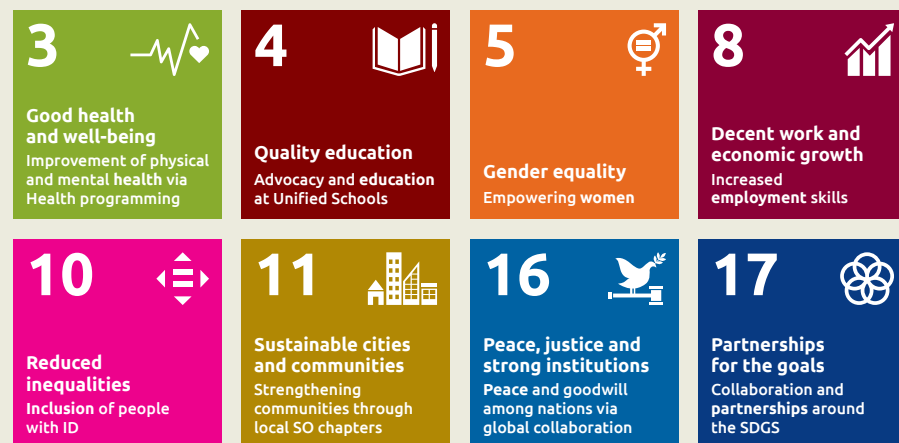 3
Good health
and well-being
Improvement of physical
and mental health via
Health programming
4
Quality education
Advocacy and education
at Unified Schools
5
Gender equality
Empowering women
8
Decent work and
economic growth
Increased
employment skills
10
Reduced
inequalities
Inclusion of people
with ID
11
Sustainable cities
and communities
Strengthening
communities through
local SO chapters
16
Peace, justice and
strong institutions
Peace and goodwill
among nations via
global collaboration
17
Partnerships
for the goals
Collaboration and
partnerships around
the SDGS